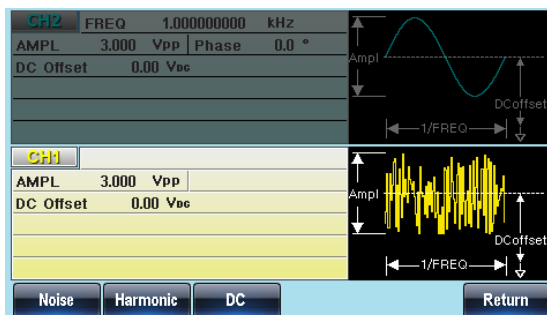 CH2 FREQ 1.000000000 kHz
AMPL 3.000 Vpp Phase 0.0 °
DC Offset 0.00 VDC
Ampl
DCoffset
1/FREQ
CH1
AMPL 3.000 Vpp
DC Offset 0.00 VDC
Ampl
DCoffset
1/FREQ
Noise Harmonic DC Return